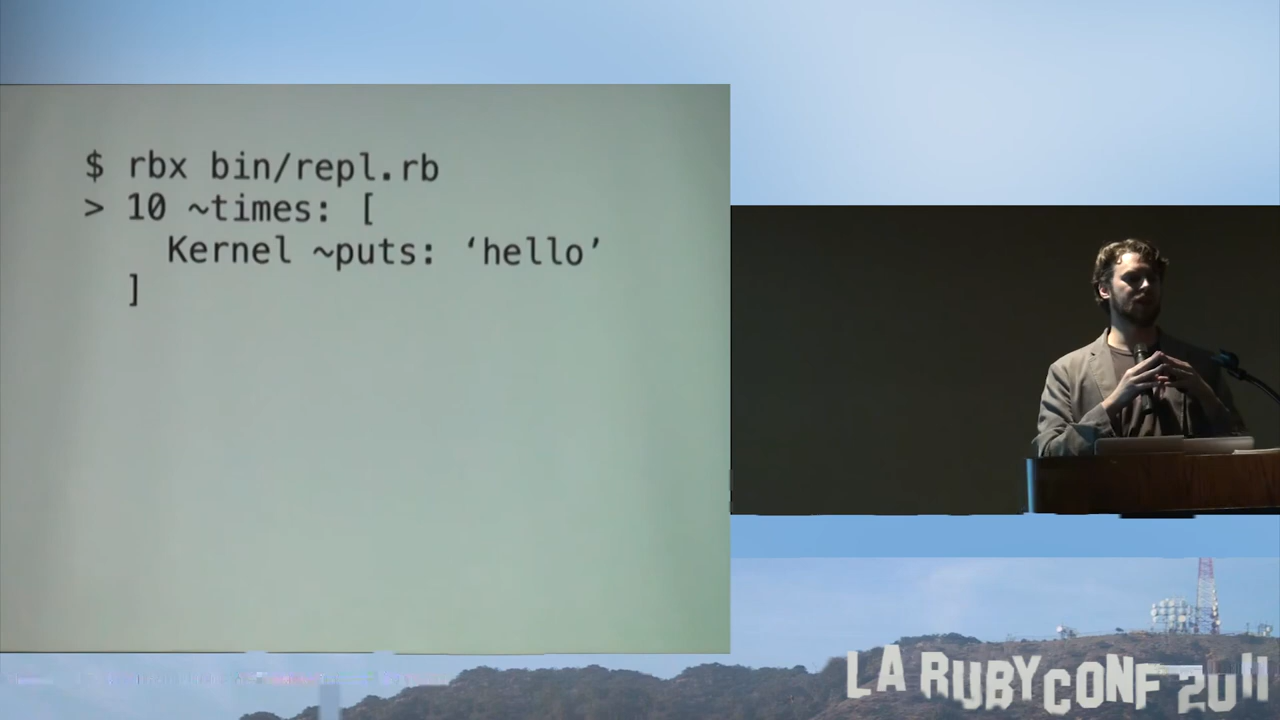 $ rbx bin/repl.rb
> 10 ~times: [
Kernel ~puts: ‘hello’
]
LA RUBYCONF 2011